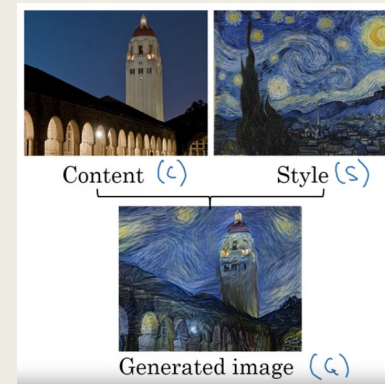 Content (C)
Style (S)
Generated image (G)